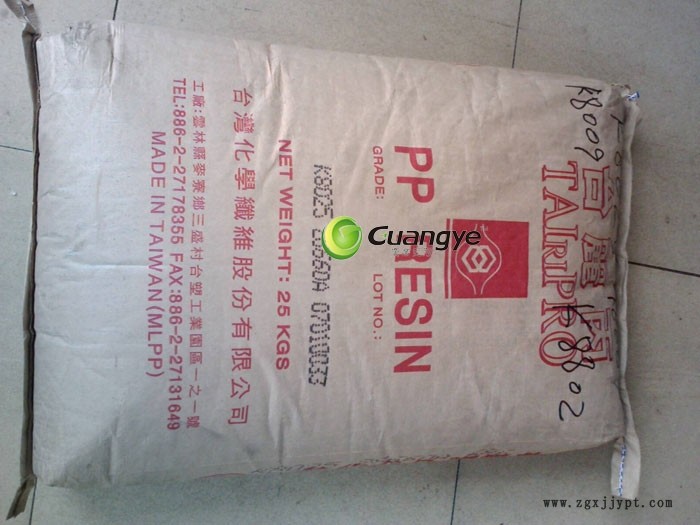 台麗朗
TAIRIPRO
K8009
K8802
PP RESIN
GRADE:
LOT NO.:
K8025
07010033
NET WEIGHT: 25 KGS
台灣化學纖維股份有限公司
工廠:雲林縣麥寮鄉三盛村台塑工業園區一之一號
TEL:886-2-27178355 FAX:886-2-27131649
MADE IN TAIWAN(MLPP)
Cuangye
www.zgxjjypt.com